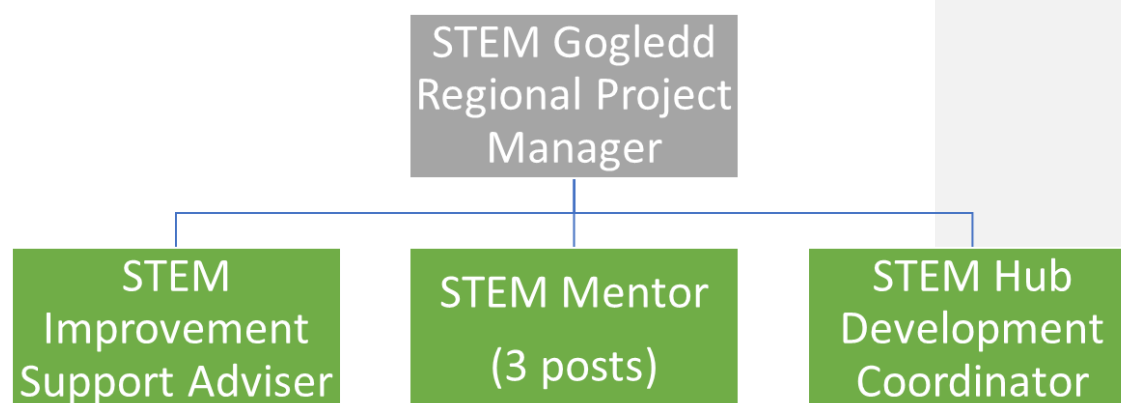 STEM Gogledd
Regional Project
Manager
STEM
Improvement
Support Adviser
STEM Mentor
(3 posts)
STEM Hub
Development
Coordinator